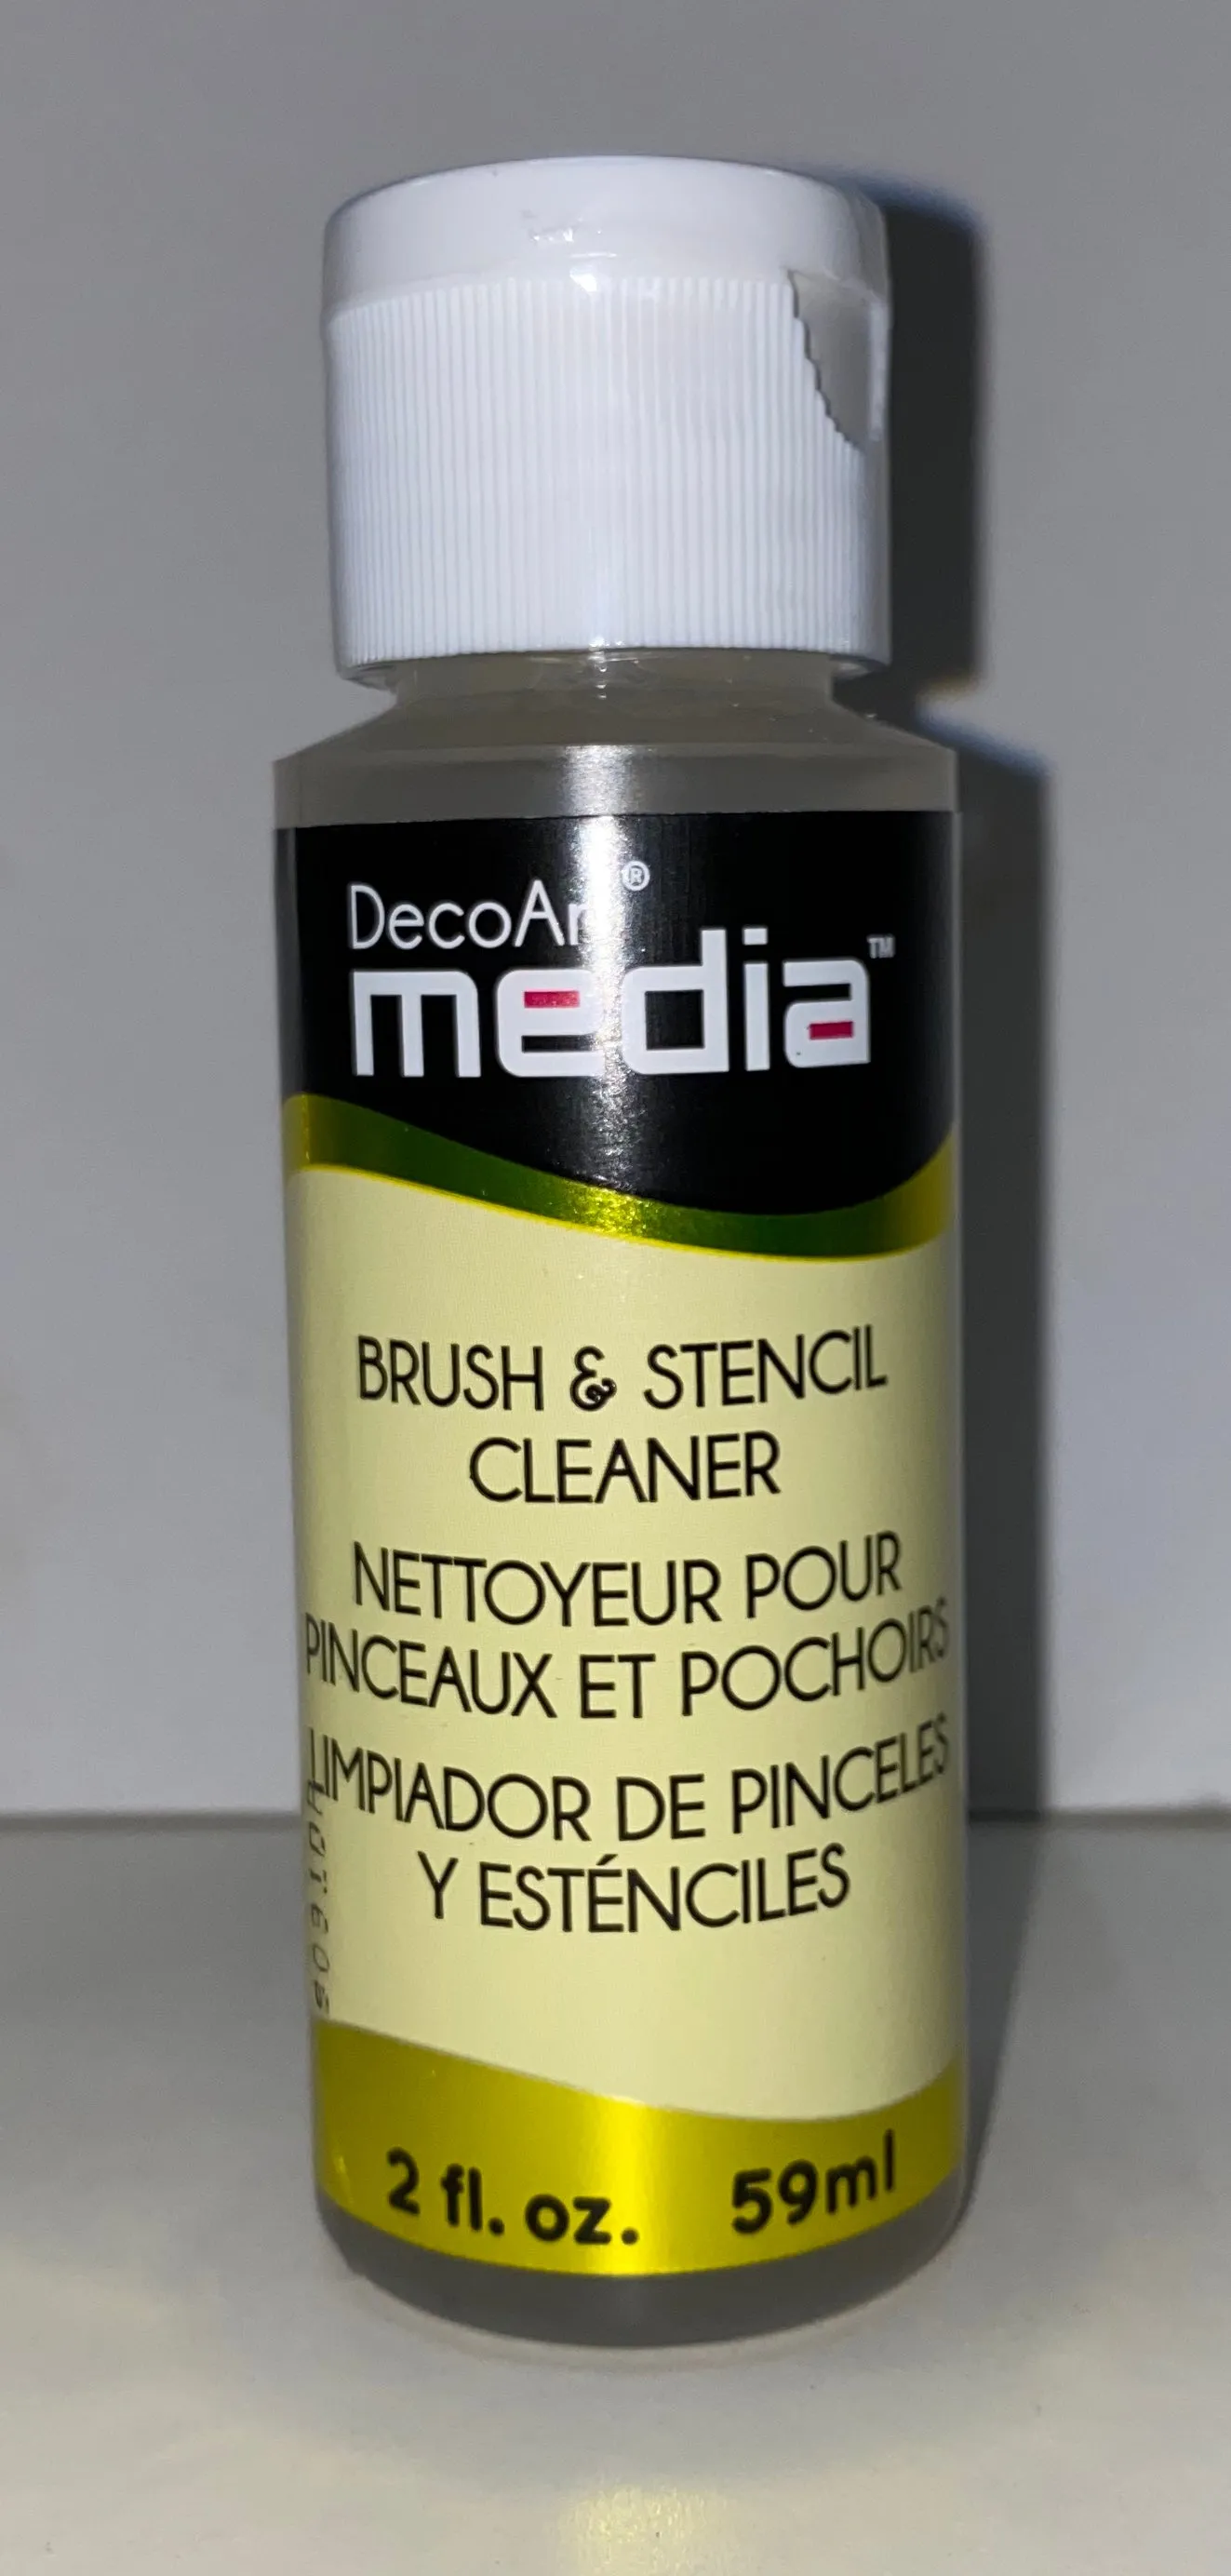 DecoArt®
media™
BRUSH & STENCIL
CLEANER
NETTOYEUR POUR
PINCEAUX ET POCHOIRS
LIMPIADOR DE PINCELES
Y ESTÉNCILES
2 fl. oz. 59ml